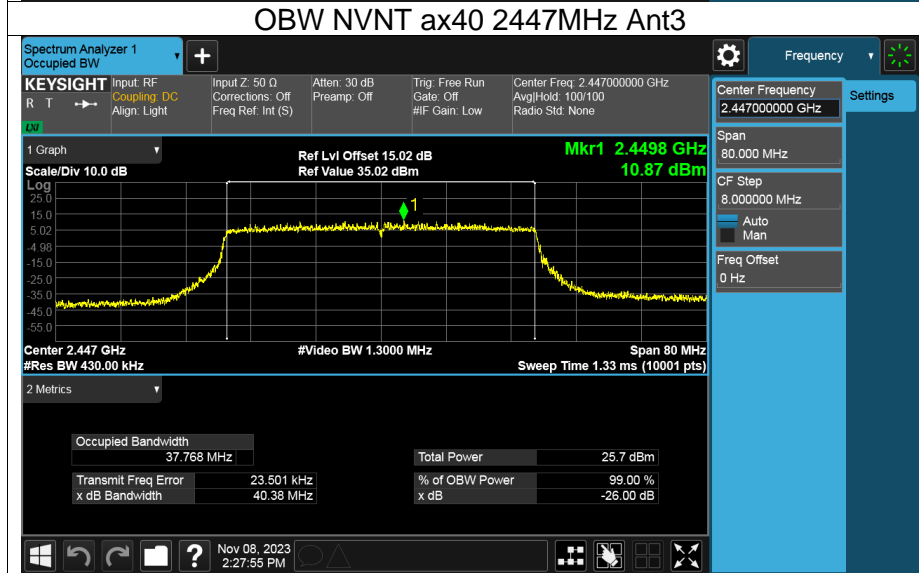 OBW NVNT ax40 2447MHz Ant3
Spectrum Analyzer 1
Occupied BW
+
Frequency
KEYSIGHT Input: RF Input Z: 50 Ω Atten: 30 dB Trig: Free Run Center Freq: 2.447000000 GHz
R T Coupling: DC Corrections: Off Preamp: Off Gate: Off Avg|Hold: 100/100
Align: Light Freq Ref: Int (S) #IF Gain: Low Radio Std: None
LXI
1 Graph
Scale/Div 10.0 dB
Ref Lvl Offset 15.02 dB
Ref Value 35.02 dBm
Mkr1 2.4498 GHz
10.87 dBm
Log
25.0
15.0
5.02
-4.98
-15.0
-25.0
-35.0
-45.0
-55.0
1
Center 2.447 GHz #Video BW 1.3000 MHz Span 80 MHz
#Res BW 430.00 kHz Sweep Time 1.33 ms (10001 pts)
2 Metrics
Occupied Bandwidth
37.768 MHz
Total Power 25.7 dBm
Transmit Freq Error 23.501 kHz % of OBW Power 99.00 %
x dB Bandwidth 40.38 MHz x dB -26.00 dB
Center Frequency
2.447000000 GHz
Settings
Span
80.000 MHz
CF Step
8.000000 MHz
Auto
Man
Freq Offset
0 Hz
?
Nov 08, 2023
2:27:55 PM